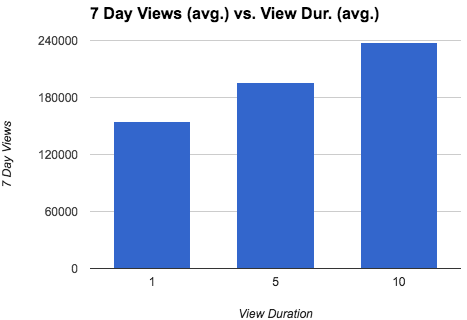 7 Day Views (avg.) vs. View Dur. (avg.)
7 Day Views
240000
180000
120000
60000
0
1 5 10
View Duration